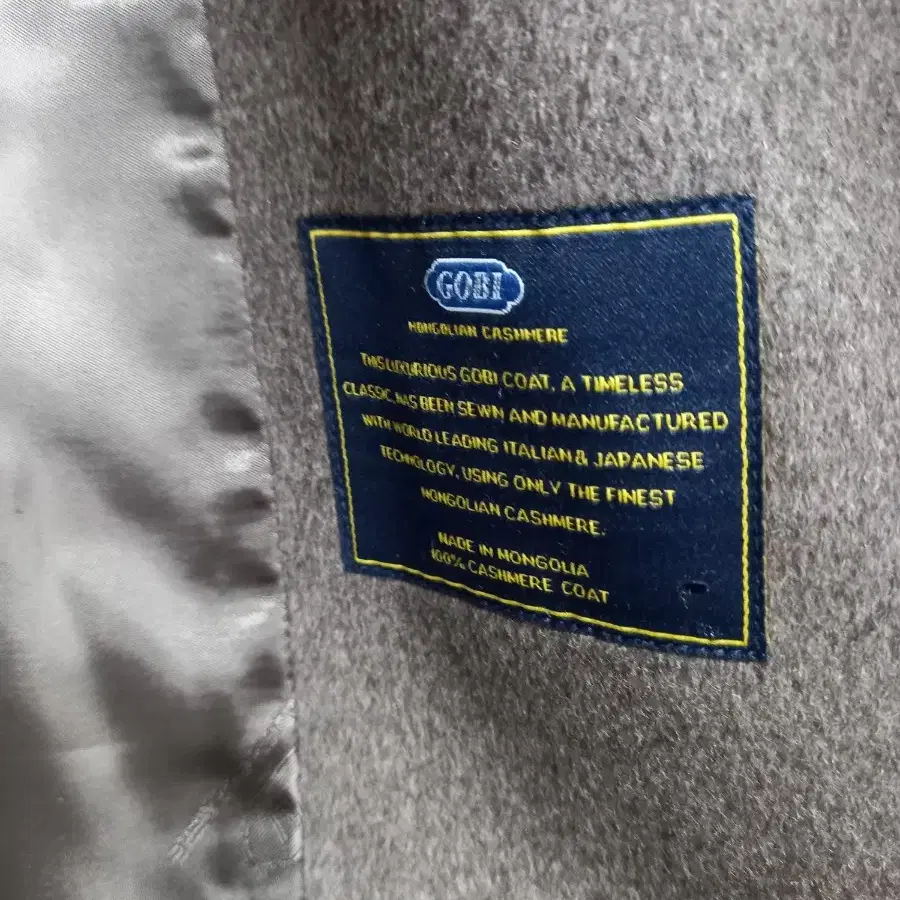 GOBI
MONGOLIAN CASHMERE
THIS LUXURIOUS GOBI COAT, A TIMELESS
CLASSIC, HAS BEEN SEWN AND MANUFACTURED
WITH WORLD LEADING ITALIAN & JAPANESE
TECHNOLOGY, USING ONLY THE FINEST
MONGOLIAN CASHMERE.
MADE IN MONGOLIA
100% CASHMERE COAT